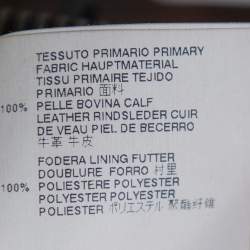 TESSUTO PRIMARIO PRIMARY
FABRIC HAUPTMATERIAL
TISSU PRIMAIRE TEJIDO
PRIMARIO 面料
100% PELLE BOVINA CALF
LEATHER RINDSLEDER CUIR
DE VEAU PIEL DE BECERRO
牛革 牛皮
FODERA LINING FUTTER
DOUBLURE FORRO 村里
100% POLIESTERE POLYESTER
POLYESTER POLYESTER
POLIESTER ポリエステル 聚酯纤维